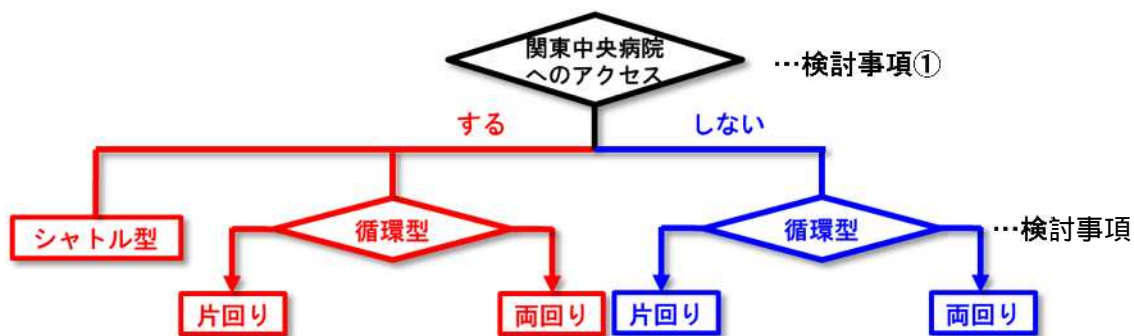 関東中央病院
へのアクセス
…検討事項①
する
しない
シャトル型
循環型
循環型
…検討事項
片回り
両回り
片回り
両回り